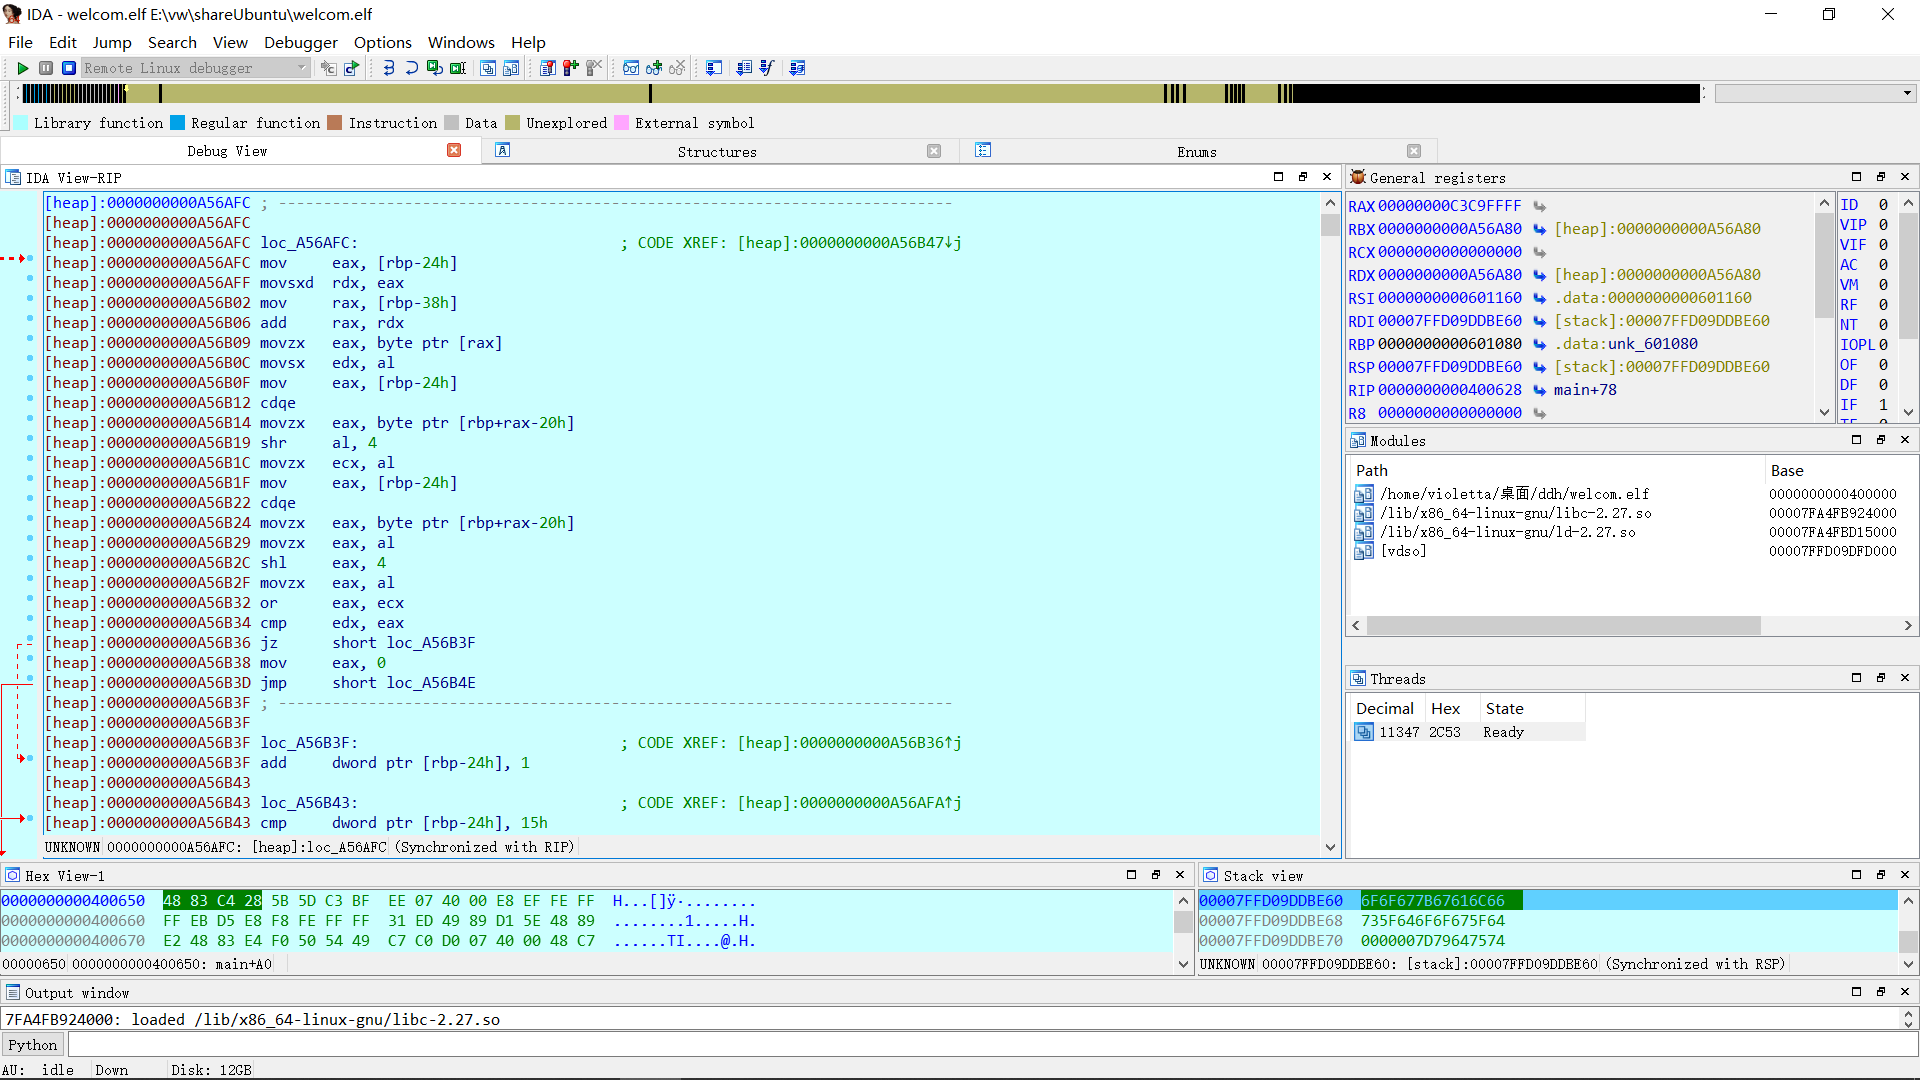 IDA - welcom.elf E:\vw\shareUbuntu\welcom.elf
File Edit Jump Search View Debugger Options Windows Help
Remote Linux debugger
Library function Regular function Instruction Data Unexplored External symbol
Debug View Structures Enums
IDA View-RIP
[heap]:0000000000A56AFC ; ---------------------------------------------------------------------------
[heap]:0000000000A56AFC
[heap]:0000000000A56AFC loc_A56AFC: ; CODE XREF: [heap]:0000000000A56B47↓j
[heap]:0000000000A56AFC mov eax, [rbp-24h]
[heap]:0000000000A56AFF movsxd rdx, eax
[heap]:0000000000A56B02 mov rax, [rbp-38h]
[heap]:0000000000A56B06 add rax, rdx
[heap]:0000000000A56B09 movzx eax, byte ptr [rax]
[heap]:0000000000A56B0C movsx edx, al
[heap]:0000000000A56B0F mov eax, [rbp-24h]
[heap]:0000000000A56B12 cdqe
[heap]:0000000000A56B14 movzx eax, byte ptr [rbp+rax-20h]
[heap]:0000000000A56B19 shr al, 4
[heap]:0000000000A56B1C movzx ecx, al
[heap]:0000000000A56B1F mov eax, [rbp-24h]
[heap]:0000000000A56B22 cdqe
[heap]:0000000000A56B24 movzx eax, byte ptr [rbp+rax-20h]
[heap]:0000000000A56B29 movzx eax, al
[heap]:0000000000A56B2C shl eax, 4
[heap]:0000000000A56B2F movzx eax, al
[heap]:0000000000A56B32 or eax, ecx
[heap]:0000000000A56B34 cmp edx, eax
[heap]:0000000000A56B36 jz short loc_A56B3F
[heap]:0000000000A56B38 mov eax, 0
[heap]:0000000000A56B3D jmp short loc_A56B4E
[heap]:0000000000A56B3F ; ---------------------------------------------------------------------------
[heap]:0000000000A56B3F
[heap]:0000000000A56B3F loc_A56B3F: ; CODE XREF: [heap]:0000000000A56B36↑j
[heap]:0000000000A56B3F add dword ptr [rbp-24h], 1
[heap]:0000000000A56B43
[heap]:0000000000A56B43 loc_A56B43: ; CODE XREF: [heap]:0000000000A56AFA↑j
[heap]:0000000000A56B43 cmp dword ptr [rbp-24h], 15h
UNKNOWN 0000000000A56AFC: [heap]:loc_A56AFC (Synchronized with RIP)
General registers
RAX 00000000C3C9FFFF
RBX 0000000000A56A80 [heap]:0000000000A56A80
RCX 0000000000000000
RDX 0000000000A56A80 [heap]:0000000000A56A80
RSI 0000000000601160 .data:0000000000601160
RDI 00007FFD09DDBE60 [stack]:00007FFD09DDBE60
RBP 0000000000601080 .data:unk_601080
RSP 00007FFD09DDBE60 [stack]:00007FFD09DDBE60
RIP 0000000000400628 main+78
R8 0000000000000000
ID 0
VIP 0
VIF 0
AC 0
VM 0
RF 0
NT 0
IOPL 0
OF 0
DF 0
IF 1
Modules
Path Base
/home/violetta/桌面/ddh/welcom.elf 0000000000400000
/lib/x86_64-linux-gnu/libc-2.27.so 00007FA4FB924000
/lib/x86_64-linux-gnu/ld-2.27.so 00007FA4FBD15000
[vdso] 00007FFD09DFD000
Threads
Decimal Hex State
11347 2C53 Ready
Hex View-1
0000000000400650 48 83 C4 28 5B 5D C3 BF EE 07 40 00 E8 EF FE FF H...[]ÿ·........
0000000000400660 FF EB D5 E8 F8 FE FF FF 31 ED 49 89 D1 5E 48 89 ........1.....H.
0000000000400670 E2 48 83 E4 F0 50 54 49 C7 C0 D0 07 40 00 48 C7 ......TI....@.H.
00000650 0000000000400650: main+A0
Stack view
00007FFD09DDBE60 6F6F677B67616C66
00007FFD09DDBE68 735F646F6F675F64
00007FFD09DDBE70 0000007D79647574
UNKNOWN 00007FFD09DDBE60: [stack]:00007FFD09DDBE60 (Synchronized with RSP)
Output window
7FA4FB924000: loaded /lib/x86_64-linux-gnu/libc-2.27.so
Python
AU: idle Down Disk: 12GB